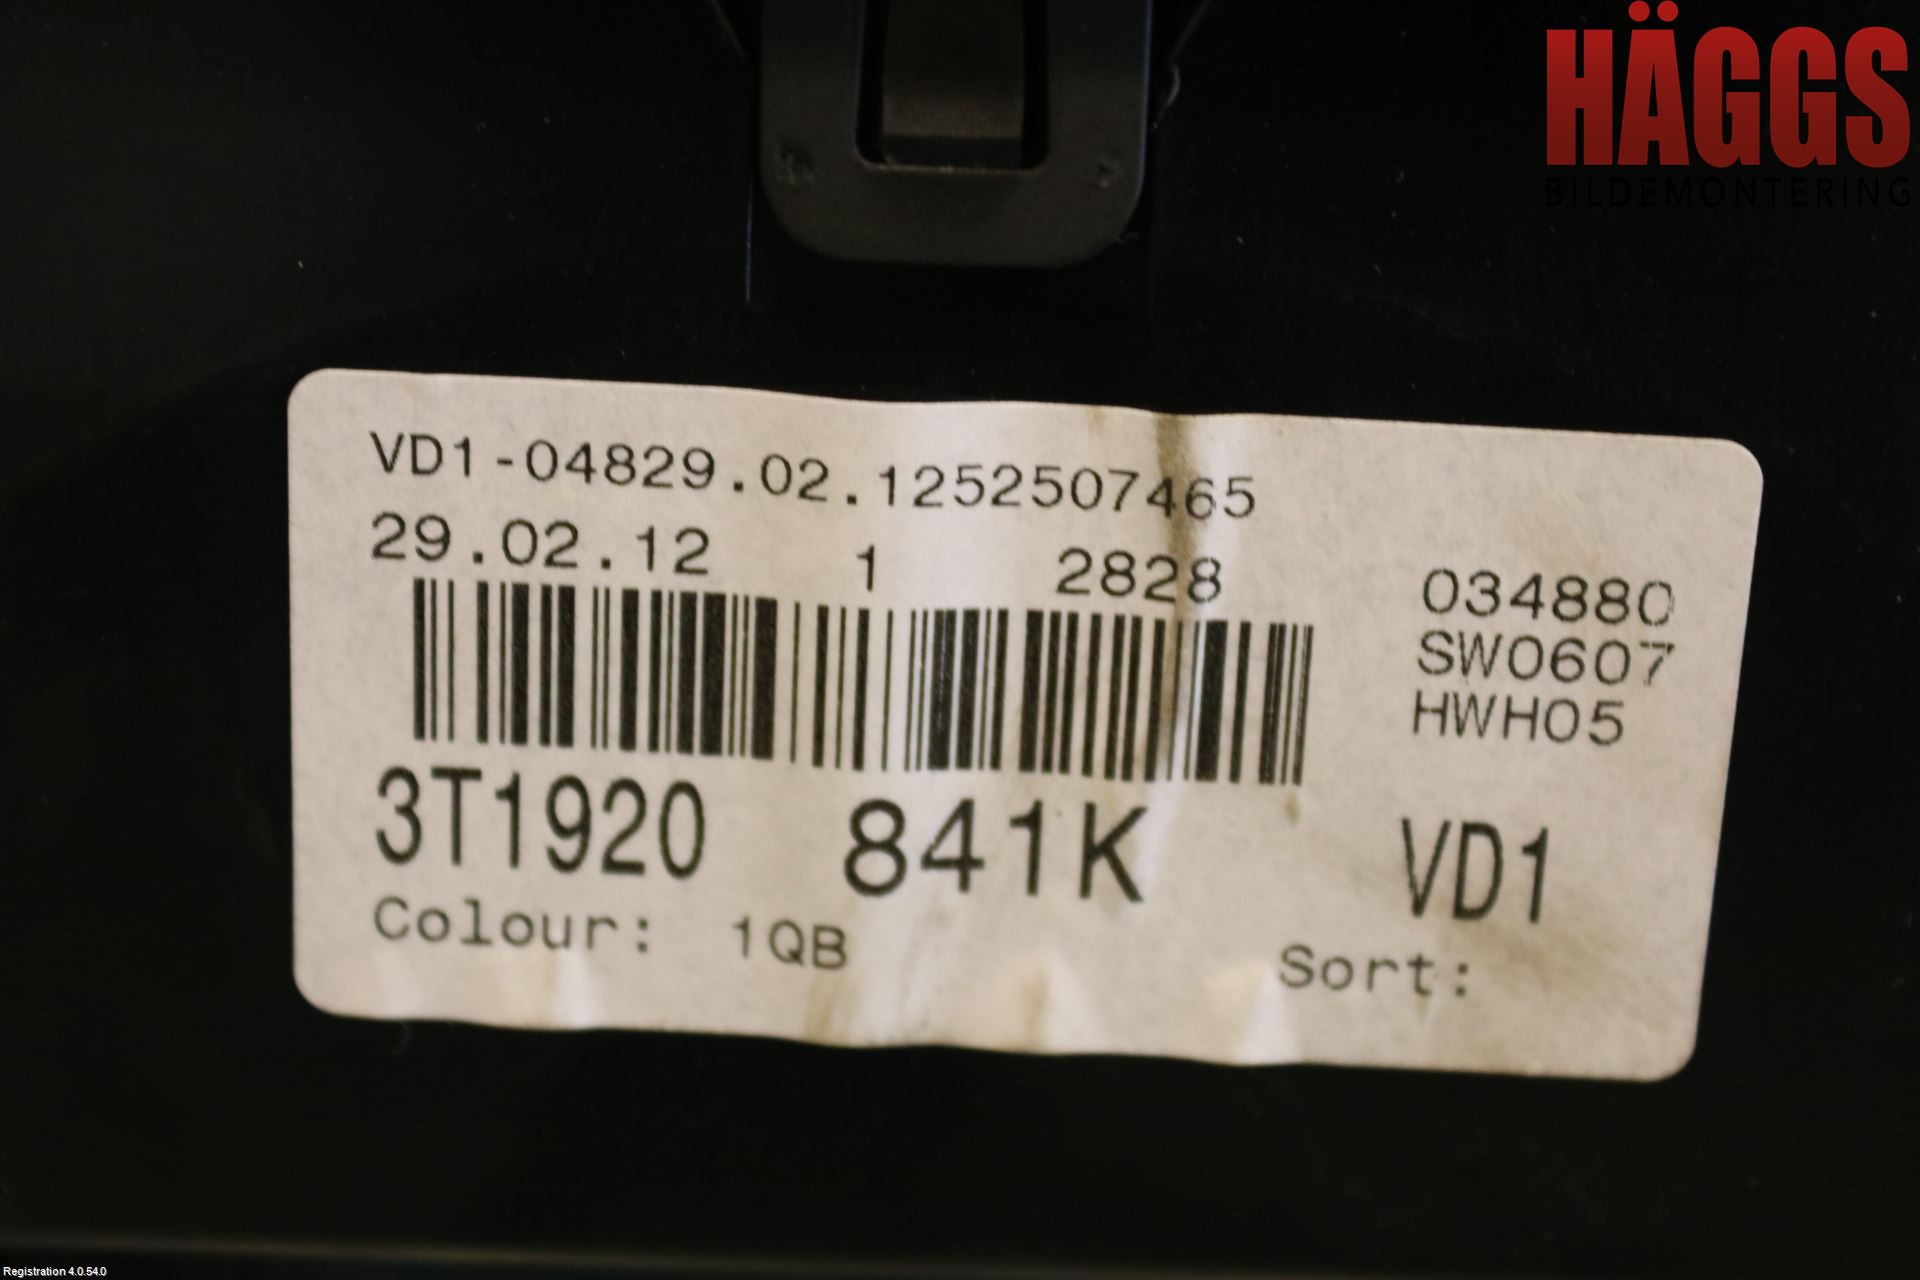 HÄGGS
BILDEMONTERING
VD1-04829.02.1252507465
29.02.12 1 2828
034880
SW0607
HWH05
3T1920 841K VD1
Colour: 1QB
Sort:
Registration 4.0.54.0